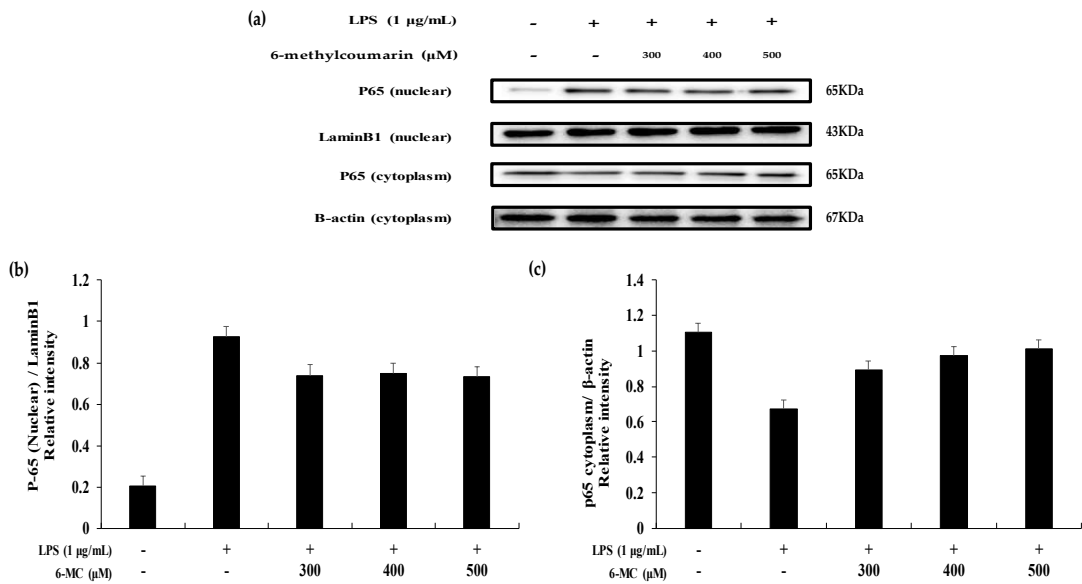 (a)
LPS (1 µg/mL) - + + + +
6-methylcoumarin (µM) - - 300 400 500
P65 (nuclear) 65KDa
LaminB1 (nuclear) 43KDa
P65 (cytoplasm) 65KDa
B-actin (cytoplasm) 67KDa
(b)
P-65 (Nuclear) / LaminB1
Relative intensity
1.2
1
0.8
0.6
0.4
0.2
0
LPS (1 µg/mL) - + + + +
6-MC (µM) - - 300 400 500
(c)
p65 cytoplasm/ β-actin
Relative intensity
1.4
1.2
1
0.8
0.6
0.4
0.2
0
LPS (1 µg/mL) - + + + +
6-MC (µM) - - 300 400 500